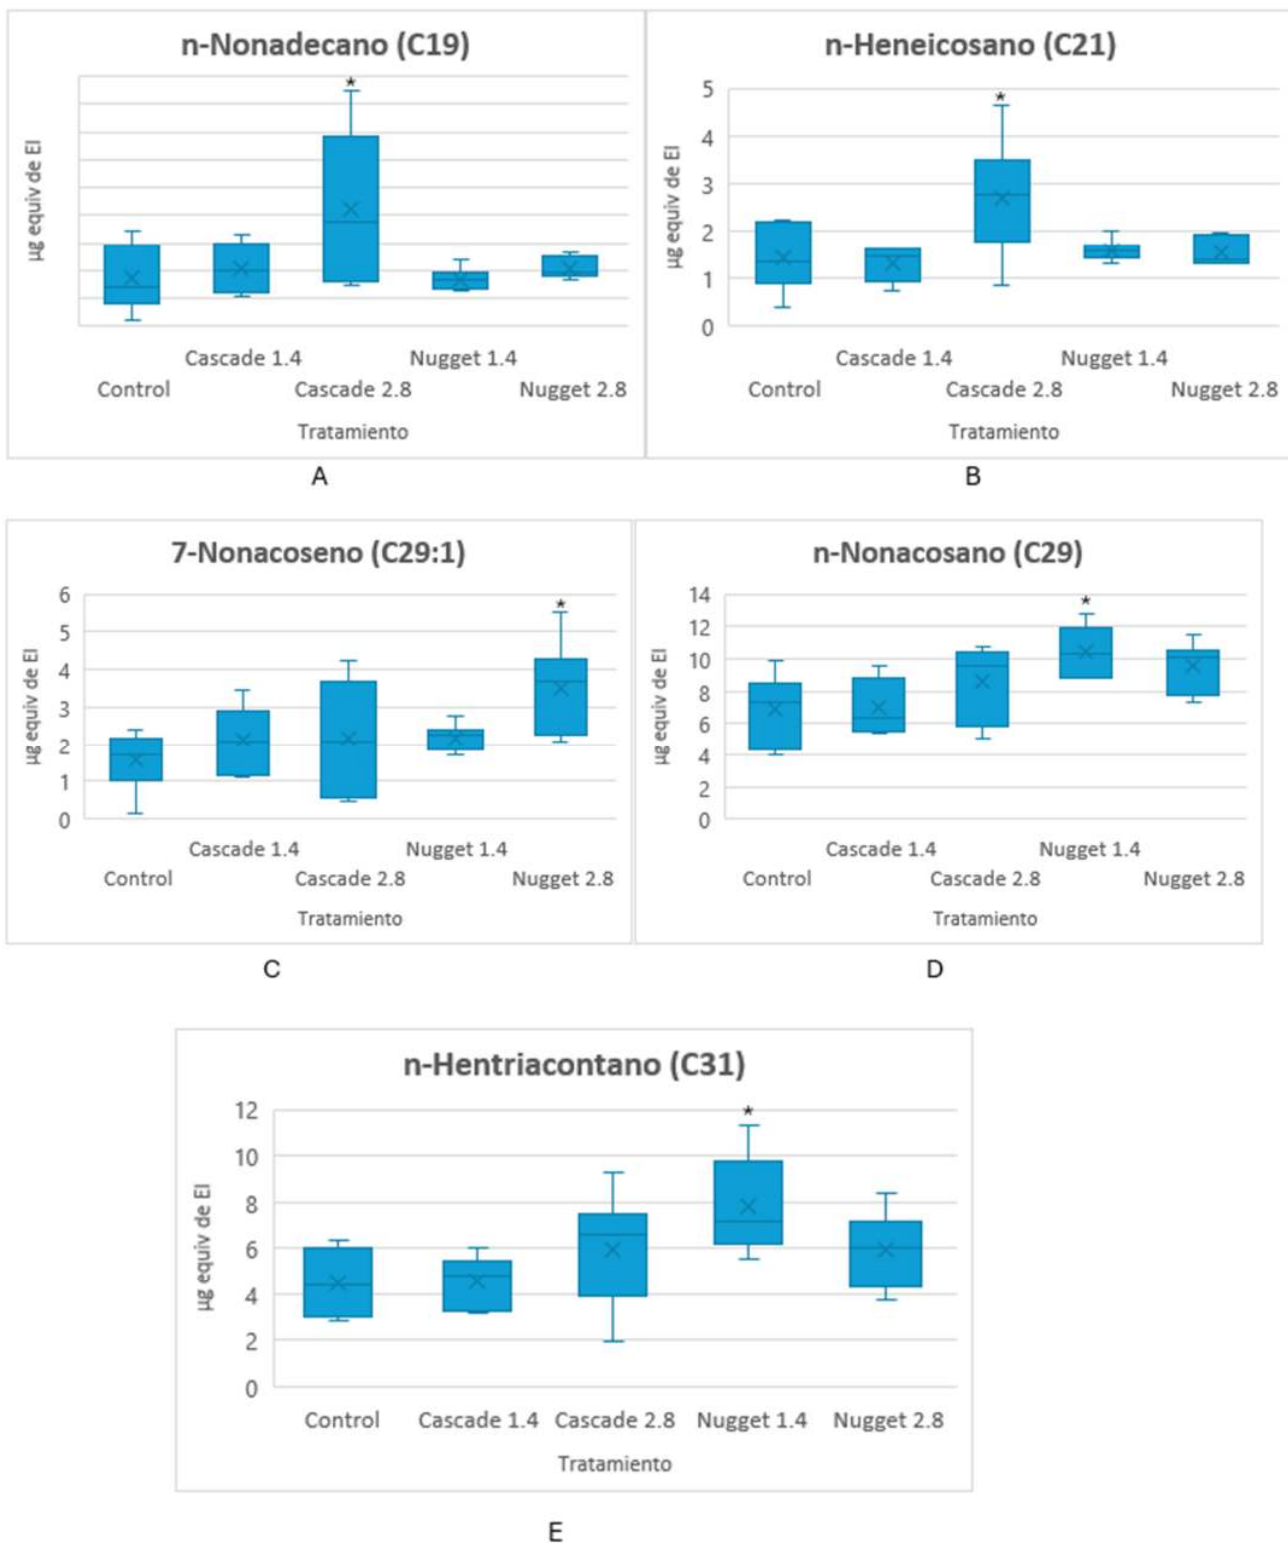 n-Nonadecano (C19)
*
µg equiv de EI
Cascade 1.4
Nugget 1.4
Control
Cascade 2.8
Nugget 2.8
Tratamiento
A
n-Heneicosano (C21)
*
5
4
3
2
1
0
µg equiv de EI
Cascade 1.4
Nugget 1.4
Control
Cascade 2.8
Nugget 2.8
Tratamiento
B
7-Nonacoseno (C29:1)
*
6
5
4
3
2
1
0
µg equiv de EI
Cascade 1.4
Nugget 1.4
Control
Cascade 2.8
Nugget 2.8
Tratamiento
C
n-Nonacosano (C29)
*
14
12
10
8
6
4
2
0
µg equiv de EI
Cascade 1.4
Nugget 1.4
Control
Cascade 2.8
Nugget 2.8
Tratamiento
D
n-Hentriacontano (C31)
*
12
10
8
6
4
2
0
µg equiv de EI
Control
Cascade 1.4
Cascade 2.8
Nugget 1.4
Nugget 2.8
Tratamiento
E